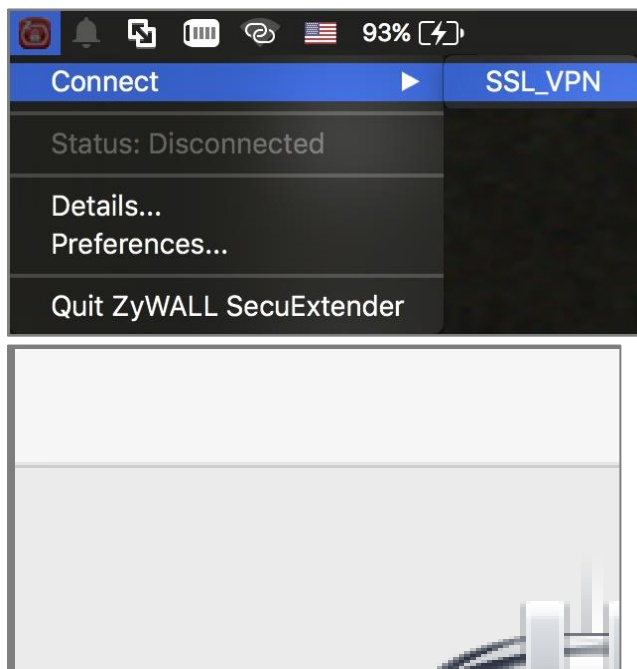 93%
Connect
SSL_VPN
Status: Disconnected
Details...
Preferences...
Quit ZyWALL SecuExtender